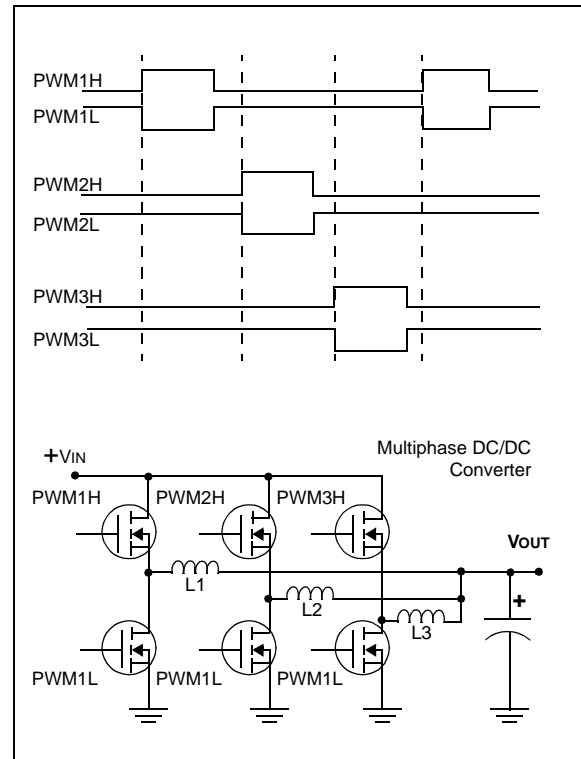 PWM1H
PWM1L
PWM2H
PWM2L
PWM3H
PWM3L
Multiphase DC/DC
Converter
+VIN
PWM1H PWM2H PWM3H
VOUT
L1
L2
L3
+
PWM1L PWM1L PWM1L